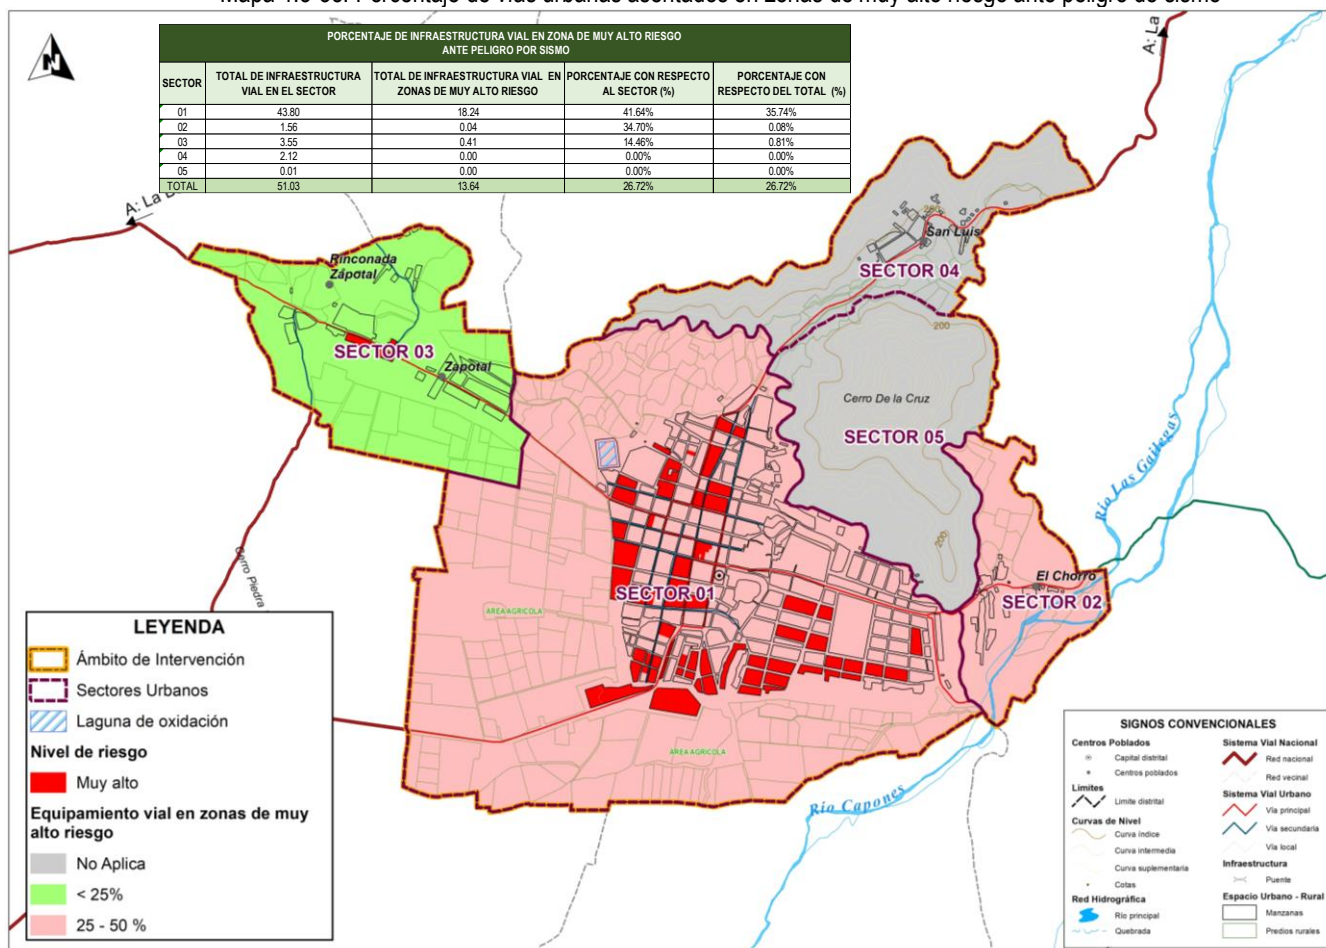 PORCENTAJE DE INFRAESTRUCTURA VIAL EN ZONA DE MUY ALTO RIESGO
ANTE PELIGRO POR SISMO
SECTOR | TOTAL DE INFRAESTRUCTURA VIAL EN EL SECTOR | TOTAL DE INFRAESTRUCTURA VIAL EN ZONAS DE MUY ALTO RIESGO | PORCENTAJE CON RESPECTO AL SECTOR (%) | PORCENTAJE CON RESPECTO DEL TOTAL (%)
01 43.80 18.24 41.64% 35.74%
02 1.56 0.04 34.70% 0.08%
03 3.55 0.41 14.46% 0.81%
04 2.12 0.00 0.00% 0.00%
05 0.01 0.00 0.00% 0.00%
TOTAL 51.03 13.64 26.72% 26.72%
N
A: La
A: La
Rinconada
Zapotal
SECTOR 03
Zapotal
200
San Luis
SECTOR 04
200
Cerro De la Cruz
SECTOR 05
200
Río Las Gallegas
El Chorro
SECTOR 02
SECTOR 01
AREA AGRICOLA
AREA AGRICOLA
Cerro Piedra
Río Capones
LEYENDA
Ámbito de Intervención
Sectores Urbanos
Laguna de oxidación
Nivel de riesgo
Muy alto
Equipamiento vial en zonas de muy
alto riesgo
No Aplica
< 25%
25 - 50 %
SIGNOS CONVENCIONALES
Centros Poblados
Capital distrital
Centros poblados
Limites
Limite distrital
Curvas de Nivel
Curva índice
Curva intermedia
Curva suplementaria
Cotas
Red Hidrográfica
Río principal
Quebrada
Sistema Vial Nacional
Red nacional
Red vecinal
Sistema Vial Urbano
Vía principal
Vía secundaria
Vía local
Infraestructura
Puente
Espacio Urbano - Rural
Manzanas
Predios rurales